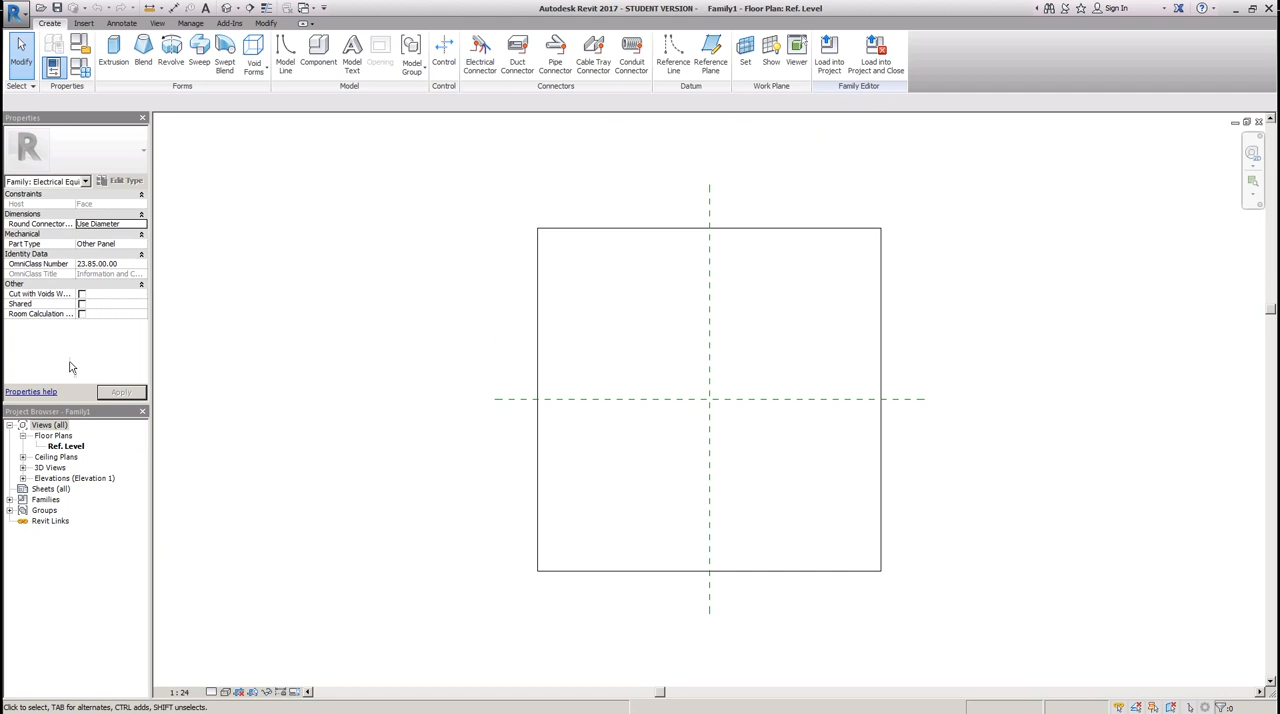 Autodesk Revit 2017 - STUDENT VERSION - Family1 - Floor Plan: Ref. Level
Sign In
Create Insert Annotate View Manage Add-Ins Modify
Modify
Extrusion Blend Revolve Sweep Swept Blend Void Forms
Model Line Component Model Text Opening Model Group
Control
Electrical Connector Duct Connector Pipe Connector Cable Tray Connector Conduit Connector
Reference Line Reference Plane
Set Show Viewer
Load into Project Load into Project and Close
Select Properties Forms Model Control Connectors Datum Work Plane Family Editor
Properties
R
Family: Electrical Equi Edit Type
Constraints
Host Face
Dimensions
Round Connector... Use Diameter
Mechanical
Part Type Other Panel
Identity Data
OmniClass Number 23.85.00.00
OmniClass Title Information and C...
Other
Cut with Voids W...
Shared
Room Calculation ...
Properties help Apply
Project Browser - Family1
Views (all)
Floor Plans
Ref. Level
Ceiling Plans
3D Views
Elevations (Elevation 1)
Sheets (all)
Families
Groups
Revit Links
1 : 24
Click to select, TAB for alternates, CTRL adds, SHIFT unselects.
:0